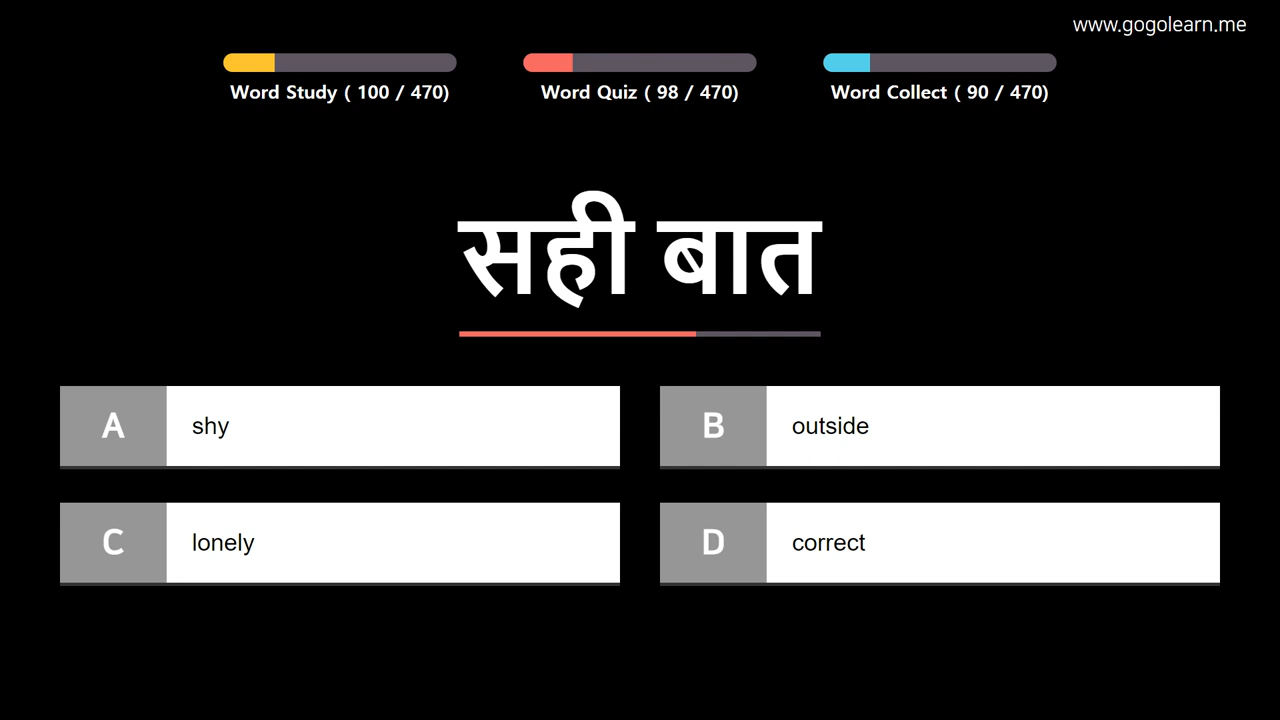 www.gogolearn.me
Word Study ( 100 / 470)
Word Quiz ( 98 / 470)
Word Collect ( 90 / 470)
सही बात
A shy
B outside
C lonely
D correct